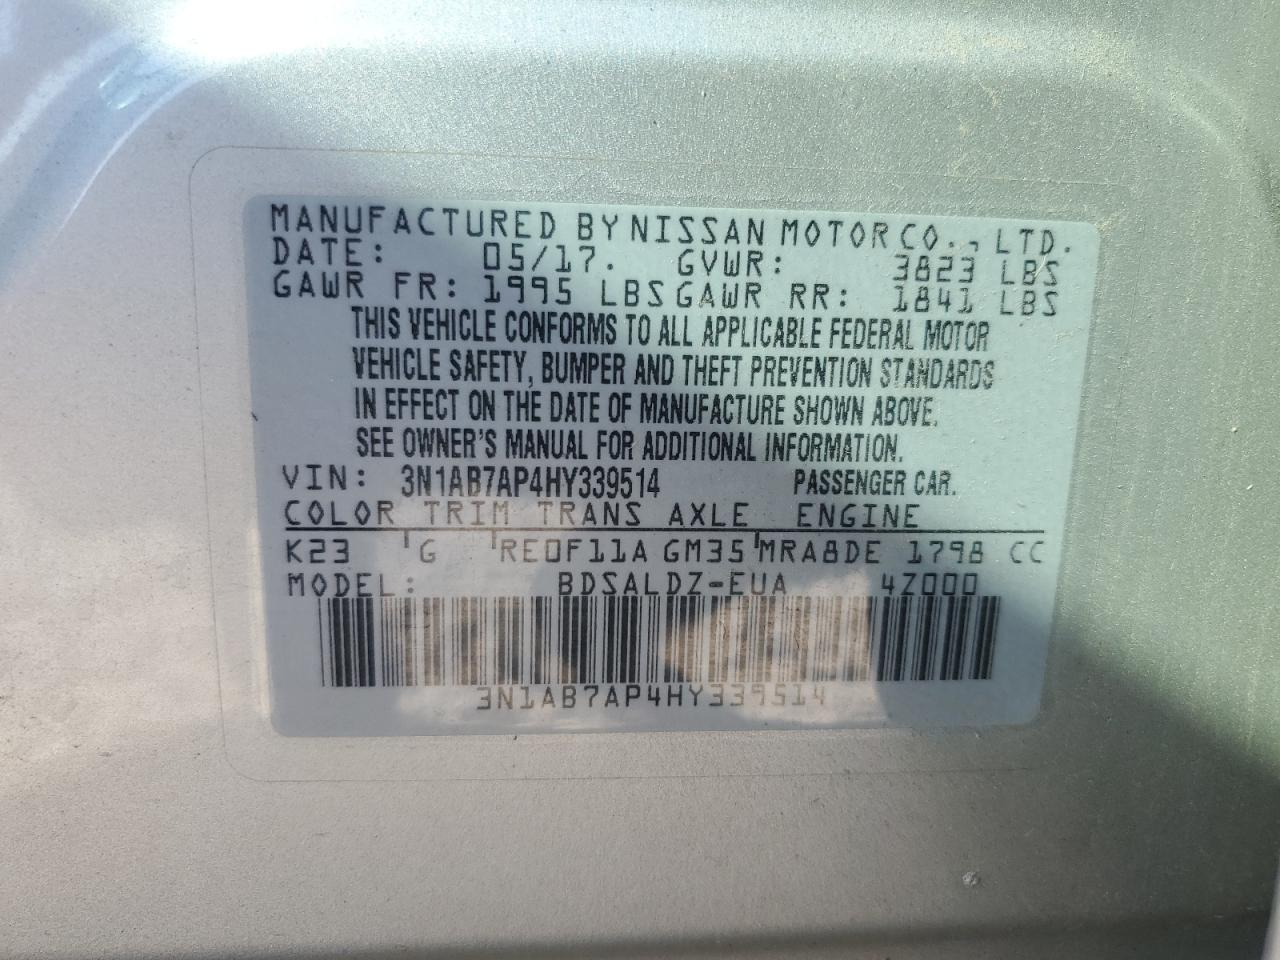 MANUFACTURED BY NISSAN MOTOR CO., LTD.
DATE: 05/17. GVWR: 3823 LBS
GAWR FR: 1995 LBS GAWR RR: 1841 LBS
THIS VEHICLE CONFORMS TO ALL APPLICABLE FEDERAL MOTOR
VEHICLE SAFETY, BUMPER AND THEFT PREVENTION STANDARDS
IN EFFECT ON THE DATE OF MANUFACTURE SHOWN ABOVE.
SEE OWNER'S MANUAL FOR ADDITIONAL INFORMATION.
VIN: 3N1AB7AP4HY339514 PASSENGER CAR.
COLOR TRIM TRANS AXLE ENGINE
K23 G RE0F11A GM35 MRA8DE 1798 CC
MODEL: BDSALDZ-EUA 4Z000
3N1AB7AP4HY339514